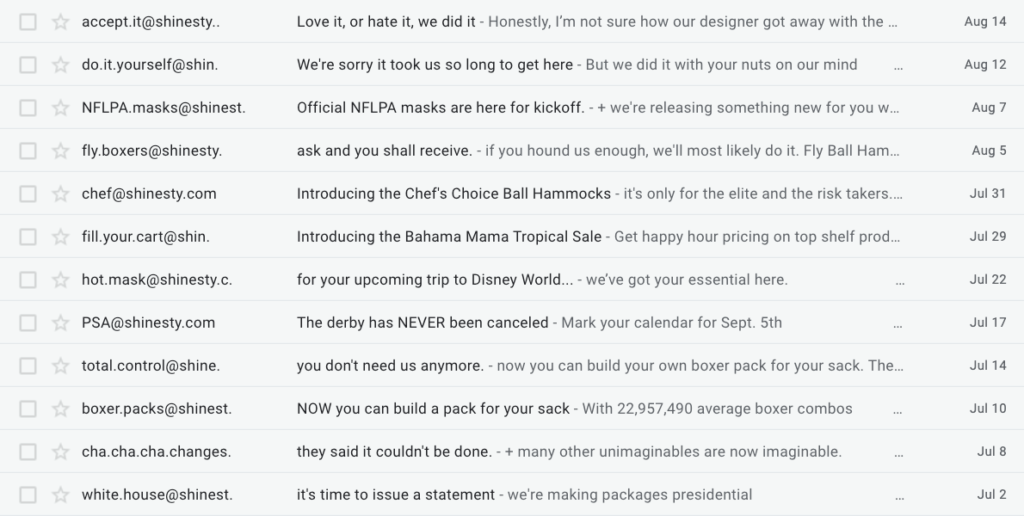 accept.it@shinesty.. Love it, or hate it, we did it - Honestly, I’m not sure how our designer got away with the ... Aug 14
do.it.yourself@shin. We're sorry it took us so long to get here - But we did it with your nuts on our mind ... Aug 12
NFLPA.masks@shinest. Official NFLPA masks are here for kickoff. - + we're releasing something new for you w... Aug 7
fly.boxers@shinesty. ask and you shall receive. - if you hound us enough, we'll most likely do it. Fly Ball Ham... Aug 5
chef@shinesty.com Introducing the Chef's Choice Ball Hammocks - it's only for the elite and the risk takers.... Jul 31
fill.your.cart@shin. Introducing the Bahama Mama Tropical Sale - Get happy hour pricing on top shelf prod... Jul 29
hot.mask@shinesty.c. for your upcoming trip to Disney World... - we’ve got your essential here. ... Jul 22
PSA@shinesty.com The derby has NEVER been canceled - Mark your calendar for Sept. 5th ... Jul 17
total.control@shine. you don't need us anymore. - now you can build your own boxer pack for your sack. The... Jul 14
boxer.packs@shinest. NOW you can build a pack for your sack - With 22,957,490 average boxer combos ... Jul 10
cha.cha.cha.changes. they said it couldn't be done. - + many other unimaginables are now imaginable. ... Jul 8
white.house@shinest. it's time to issue a statement - we're making packages presidential ... Jul 2